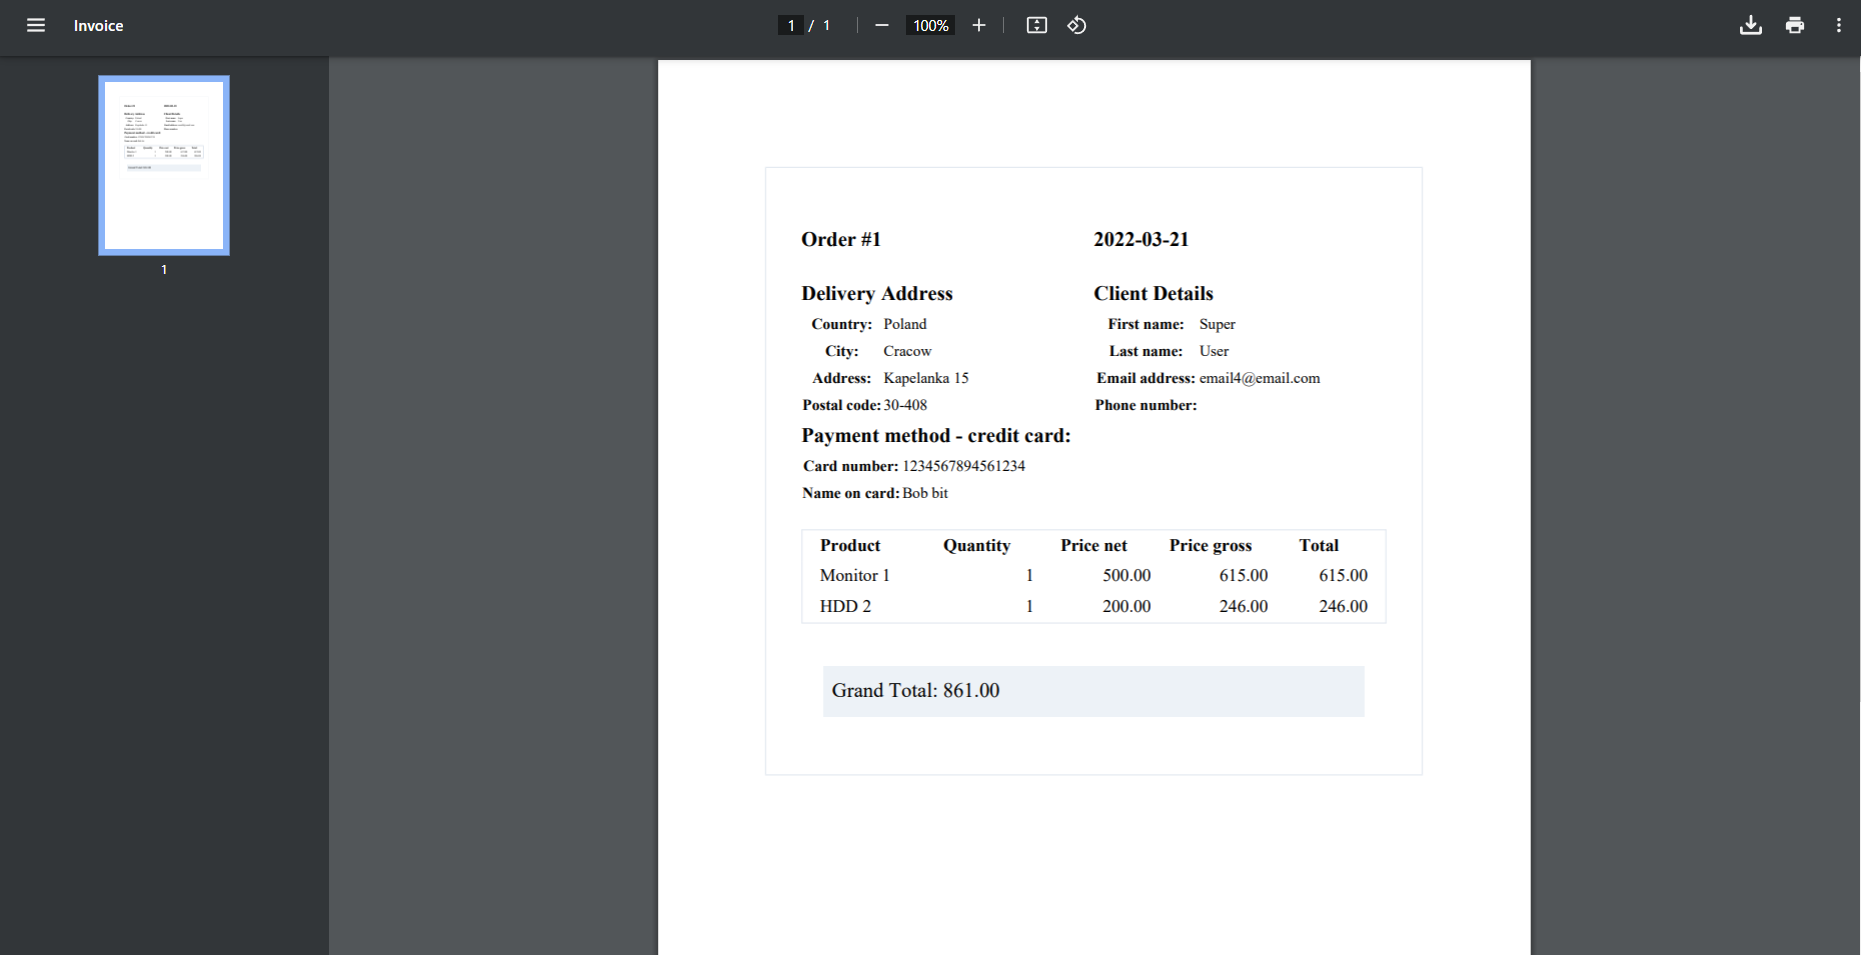 Invoice
1 / 1
100%
1
Order #1 2022-03-21
Delivery Address Client Details
Country: Poland First name: Super
City: Cracow Last name: User
Address: Kapelanka 15 Email address: email4@email.com
Postal code: 30-408 Phone number:
Payment method - credit card:
Card number: 1234567894561234
Name on card: Bob bit
Product Quantity Price net Price gross Total
Monitor 1 1 500.00 615.00 615.00
HDD 2 1 200.00 246.00 246.00
Grand Total: 861.00